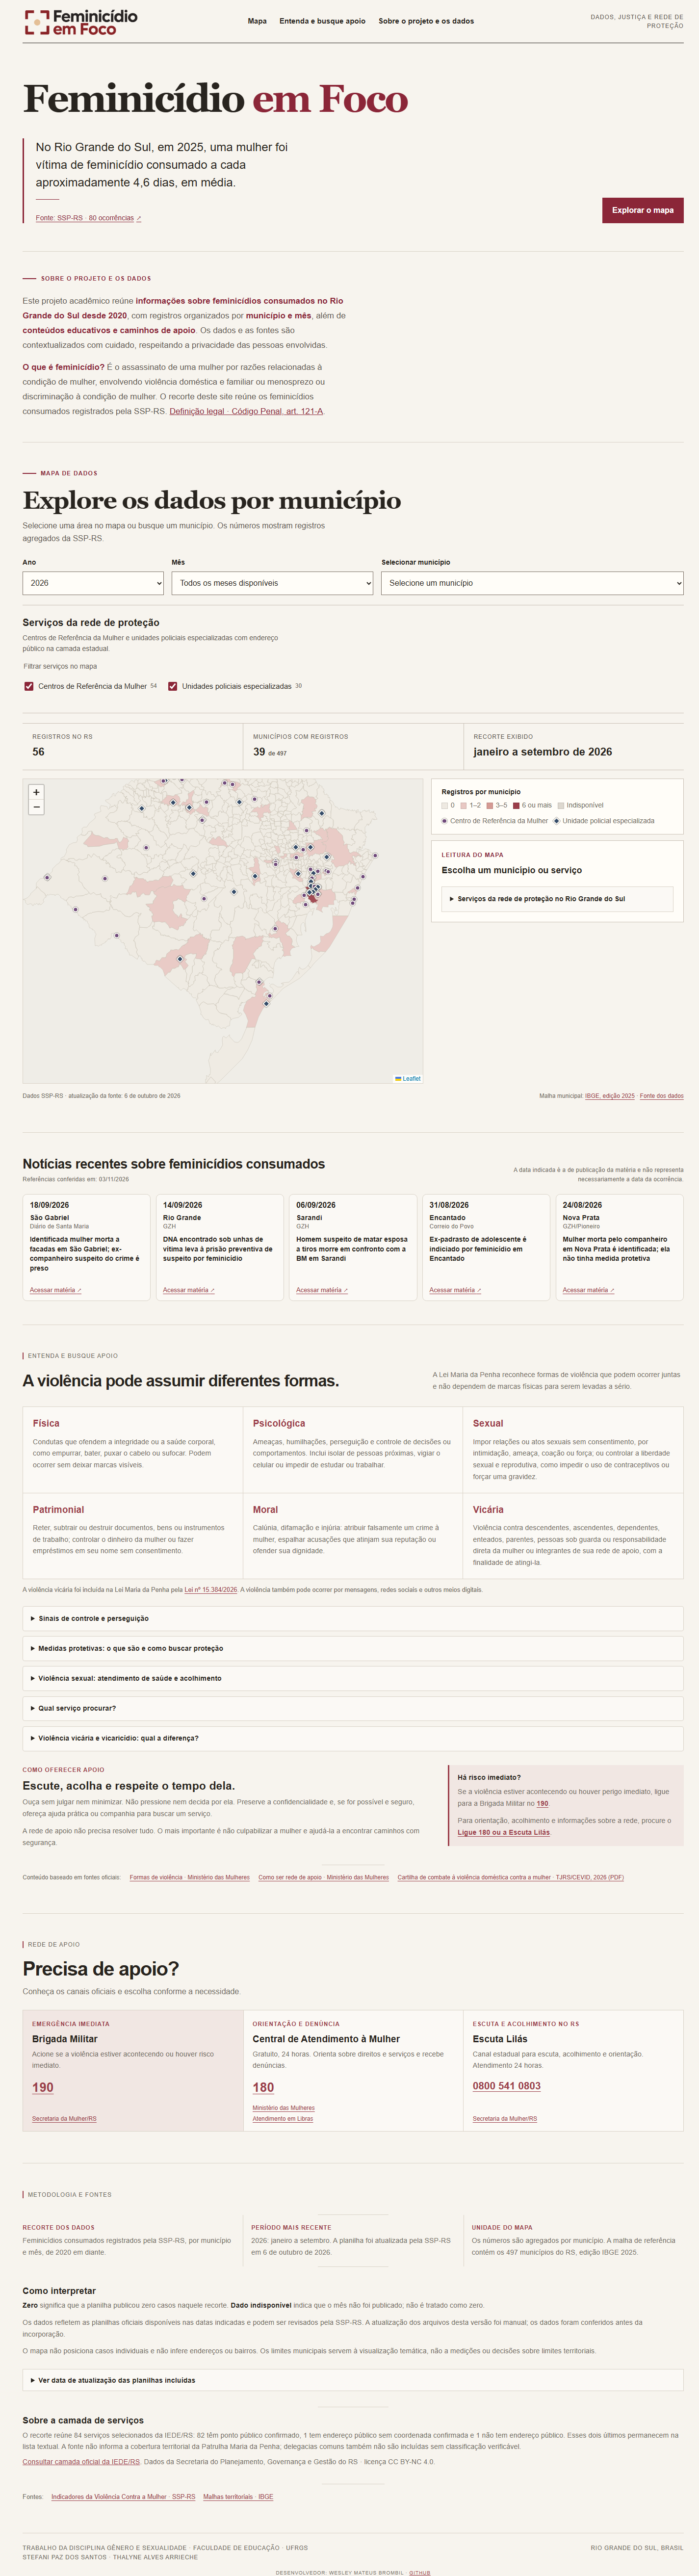 Feminicídio
em Foco
Mapa
Entenda e busque apoio
Sobre o projeto e os dados
DADOS, JUSTIÇA E REDE DE
PROTEÇÃO
Feminicídio em Foco
No Rio Grande do Sul, em 2025, uma mulher foi
vítima de feminicídio consumado a cada
aproximadamente 4,6 dias, em média.
Fonte: SSP-RS · 80 ocorrências ↗
Explorar o mapa
SOBRE O PROJETO E OS DADOS
Este projeto acadêmico reúne informações sobre feminicídios consumados no Rio
Grande do Sul desde 2020, com registros organizados por município e mês, além de
conteúdos educativos e caminhos de apoio. Os dados e as fontes são
contextualizados com cuidado, respeitando a privacidade das pessoas envolvidas.
O que é feminicídio? É o assassinato de uma mulher por razões relacionadas à
condição de mulher, envolvendo violência doméstica e familiar ou menosprezo ou
discriminação à condição de mulher. O recorte deste site reúne os feminicídios
consumados registrados pela SSP-RS. Definição legal · Código Penal, art. 121-A.
MAPA DE DADOS
Explore os dados por município
Selecione uma área no mapa ou busque um município. Os números mostram registros
agregados da SSP-RS.
Ano
Mês
Selecionar município
2026
Todos os meses disponíveis
Selecione um município
Serviços da rede de proteção
Centros de Referência da Mulher e unidades policiais especializadas com endereço
público na camada estadual.
Filtrar serviços no mapa
Centros de Referência da Mulher 54
Unidades policiais especializadas 30
REGISTROS NO RS
56
MUNICÍPIOS COM REGISTROS
39 de 497
RECORTE EXIBIDO
janeiro a setembro de 2026
+
−
Leaflet
Registros por município
0
1–2
3–5
6 ou mais
Indisponível
Centro de Referência da Mulher
Unidade policial especializada
LEITURA DO MAPA
Escolha um município ou serviço
▶ Serviços da rede de proteção no Rio Grande do Sul
Dados SSP-RS · atualização da fonte: 6 de outubro de 2026
Malha municipal: IBGE, edição 2025 · Fonte dos dados
Notícias recentes sobre feminicídios consumados
Referências conferidas em: 03/11/2026
A data indicada é a de publicação da matéria e não representa
necessariamente a data da ocorrência.
18/09/2026
São Gabriel
Diário de Santa Maria
Identificada mulher morta a
facadas em São Gabriel; ex-
companheiro suspeito do crime é
preso
Acessar matéria ↗
14/09/2026
Rio Grande
GZH
DNA encontrado sob unhas de
vítima leva à prisão preventiva de
suspeito por feminicídio
Acessar matéria ↗
06/09/2026
Sarandi
GZH
Homem suspeito de matar esposa
a tiros morre em confronto com a
BM em Sarandi
Acessar matéria ↗
31/08/2026
Encantado
Correio do Povo
Ex-padrasto de adolescente é
indiciado por feminicídio em
Encantado
Acessar matéria ↗
24/08/2026
Nova Prata
GZH/Pioneiro
Mulher morta pelo companheiro
em Nova Prata é identificada; ela
não tinha medida protetiva
Acessar matéria ↗
ENTENDA E BUSQUE APOIO
A violência pode assumir diferentes formas.
A Lei Maria da Penha reconhece formas de violência que podem ocorrer juntas
e não dependem de marcas físicas para serem levadas a sério.
Física
Condutas que ofendem a integridade ou a saúde corporal,
como empurrar, bater, puxar o cabelo ou sufocar. Podem
ocorrer sem deixar marcas visíveis.
Psicológica
Ameaças, humilhações, perseguição e controle de decisões ou
comportamentos. Inclui isolar de pessoas próximas, vigiar o
celular ou impedir de estudar ou trabalhar.
Sexual
Impor relações ou atos sexuais sem consentimento, por
intimidação, ameaça, coação ou força; ou controlar a liberdade
sexual e reprodutiva, como impedir o uso de contraceptivos ou
forçar uma gravidez.
Patrimonial
Reter, subtrair ou destruir documentos, bens ou instrumentos
de trabalho; controlar o dinheiro da mulher ou fazer
empréstimos em seu nome sem consentimento.
Moral
Calúnia, difamação e injúria: atribuir falsamente um crime à
mulher, espalhar acusações que atinjam sua reputação ou
ofender sua dignidade.
Vicária
Violência contra descendentes, ascendentes, dependentes,
enteados, parentes, pessoas sob guarda ou responsabilidade
direta da mulher ou integrantes de sua rede de apoio, com a
finalidade de atingi-la.
A violência vicária foi incluída na Lei Maria da Penha pela Lei nº 15.384/2026. A violência também pode ocorrer por mensagens, redes sociais e outros meios digitais.
▶ Sinais de controle e perseguição
▶ Medidas protetivas: o que são e como buscar proteção
▶ Violência sexual: atendimento de saúde e acolhimento
▶ Qual serviço procurar?
▶ Violência vicária e vicaricídio: qual a diferença?
COMO OFERECER APOIO
Escute, acolha e respeite o tempo dela.
Ouça sem julgar nem minimizar. Não pressione nem decida por ela. Preserve a confidencialidade e, se for possível e seguro,
ofereça ajuda prática ou companhia para buscar um serviço.
A rede de apoio não precisa resolver tudo. O mais importante é não culpabilizar a mulher e ajudá-la a encontrar caminhos com
segurança.
Há risco imediato?
Se a violência estiver acontecendo ou houver perigo imediato, ligue
para a Brigada Militar no 190.
Para orientação, acolhimento e informações sobre a rede, procure o
Ligue 180 ou a Escuta Lilás.
Conteúdo baseado em fontes oficiais:
Formas de violência · Ministério das Mulheres
Como ser rede de apoio · Ministério das Mulheres
Cartilha de combate à violência doméstica contra a mulher · TJRS/CEVID, 2026 (PDF)
REDE DE APOIO
Precisa de apoio?
Conheça os canais oficiais e escolha conforme a necessidade.
EMERGÊNCIA IMEDIATA
Brigada Militar
Acione se a violência estiver acontecendo ou houver risco
imediato.
190
Secretaria da Mulher/RS
ORIENTAÇÃO E DENÚNCIA
Central de Atendimento à Mulher
Gratuito, 24 horas. Orienta sobre direitos e serviços e recebe
denúncias.
180
Ministério das Mulheres
Atendimento em Libras
ESCUTA E ACOLHIMENTO NO RS
Escuta Lilás
Canal estadual para escuta, acolhimento e orientação.
Atendimento 24 horas.
0800 541 0803
Secretaria da Mulher/RS
METODOLOGIA E FONTES
RECORTE DOS DADOS
Feminicídios consumados registrados pela SSP-RS, por município
e mês, de 2020 em diante.
PERÍODO MAIS RECENTE
2026: janeiro a setembro. A planilha foi atualizada pela SSP-RS
em 6 de outubro de 2026.
UNIDADE DO MAPA
Os números são agregados por município. A malha de referência
contém os 497 municípios do RS, edição IBGE 2025.
Como interpretar
Zero significa que a planilha publicou zero casos naquele recorte. Dado indisponível indica que o mês não foi publicado; não é tratado como zero.
Os dados refletem as planilhas oficiais disponíveis nas datas indicadas e podem ser revisados pela SSP-RS. A atualização dos arquivos desta versão foi manual; os dados foram conferidos antes da
incorporação.
O mapa não posiciona casos individuais e não infere endereços ou bairros. Os limites municipais servem à visualização temática, não a medições ou decisões sobre limites territoriais.
▶ Ver data de atualização das planilhas incluídas
Sobre a camada de serviços
O recorte reúne 84 serviços selecionados da IEDE/RS: 82 têm ponto público confirmado, 1 tem endereço público sem coordenada confirmada e 1 não tem endereço público. Esses dois últimos permanecem na
lista textual. A fonte não informa a cobertura territorial da Patrulha Maria da Penha; delegacias comuns também não são incluídas sem classificação verificável.
Consultar camada oficial da IEDE/RS. Dados da Secretaria do Planejamento, Governança e Gestão do RS · licença CC BY-NC 4.0.
Fontes:
Indicadores da Violência Contra a Mulher · SSP-RS
Malhas territoriais · IBGE
TRABALHO DA DISCIPLINA GÊNERO E SEXUALIDADE · FACULDADE DE EDUCAÇÃO · UFRGS
STEFANI PAZ DOS SANTOS · THALYNE ALVES ARRIECHE
RIO GRANDE DO SUL, BRASIL
DESENVOLVEDOR: WESLEY MATEUS BROMBIL · GITHUB